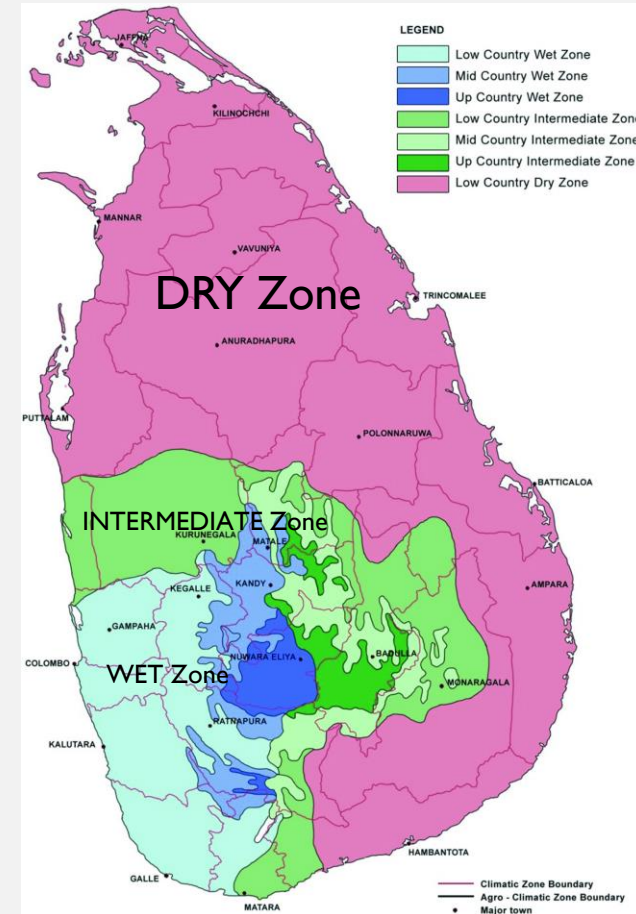 LEGEND
Low Country Wet Zone
Mid Country Wet Zone
Up Country Wet Zone
Low Country Intermediate Zone
Mid Country Intermediate Zone
Up Country Intermediate Zone
Low Country Dry Zone
JAFFNA
KILINOCHCHI
MANNAR
VAVUNIYA
DRY Zone
TRINCOMALEE
ANURADHAPURA
PUTTALAM
POLONNARUWA
BATTICALOA
INTERMEDIATE Zone
KURUNEGALA
MATALE
KANDY
KEGALLE
AMPARA
GAMPAHA
COLOMBO
NUWARA ELIYA
BADULLA
WET Zone
MONARAGALA
RATNAPURA
KALUTARA
HAMBANTOTA
GALLE
MATARA
Climatic Zone Boundary
Agro - Climatic Zone Boundary
Major town